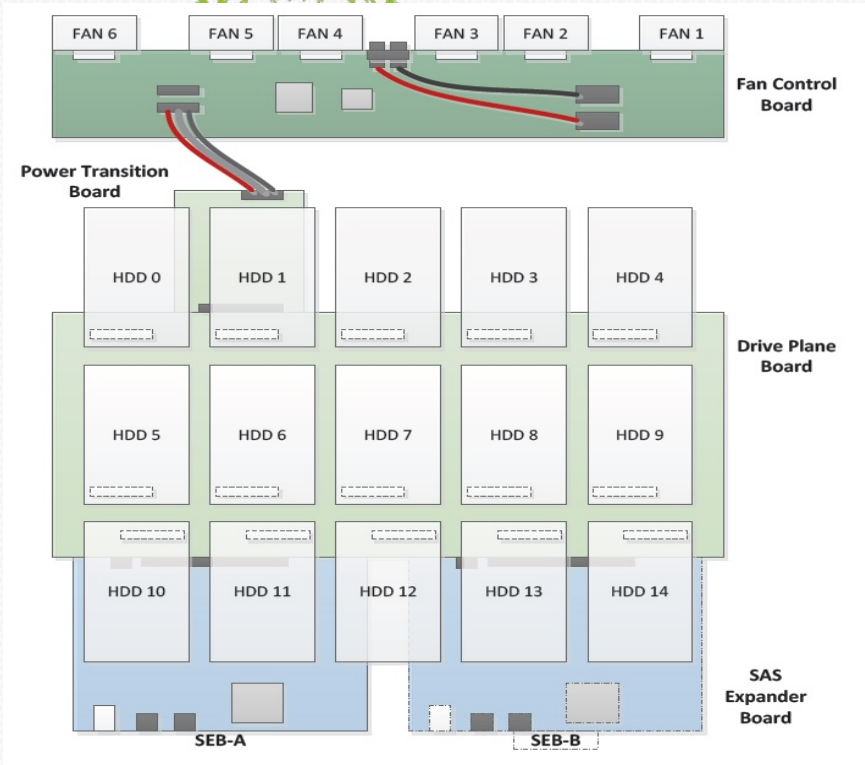 FAN 6
FAN 5
FAN 4
FAN 3
FAN 2
FAN 1
Fan Control
Board
Power Transition
Board
HDD 0
HDD 1
HDD 2
HDD 3
HDD 4
Drive Plane
Board
HDD 5
HDD 6
HDD 7
HDD 8
HDD 9
HDD 10
HDD 11
HDD 12
HDD 13
HDD 14
SAS
Expander
Board
SEB-A
SEB-B